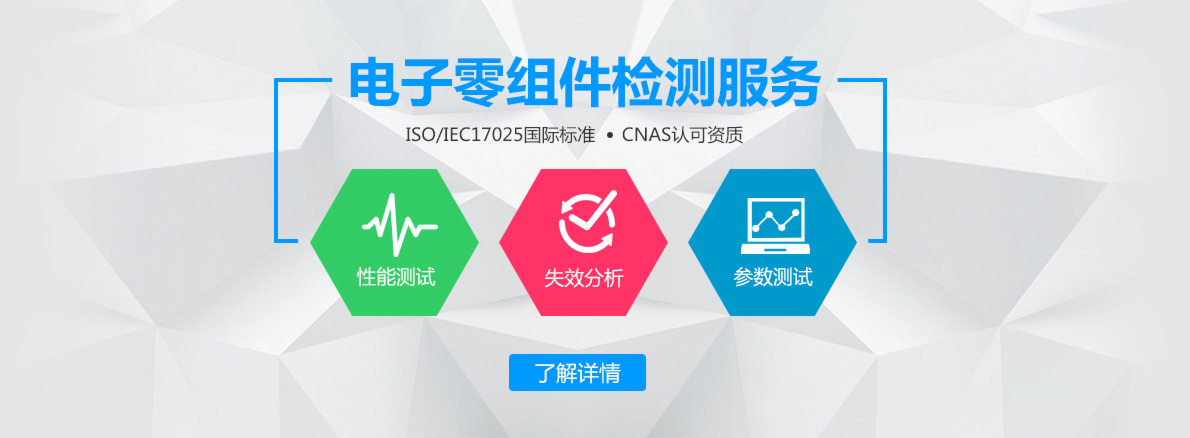 电子零组件检测服务
ISO/IEC17025国际标准 • CNAS认可资质
性能测试
失效分析
参数测试
了解详情